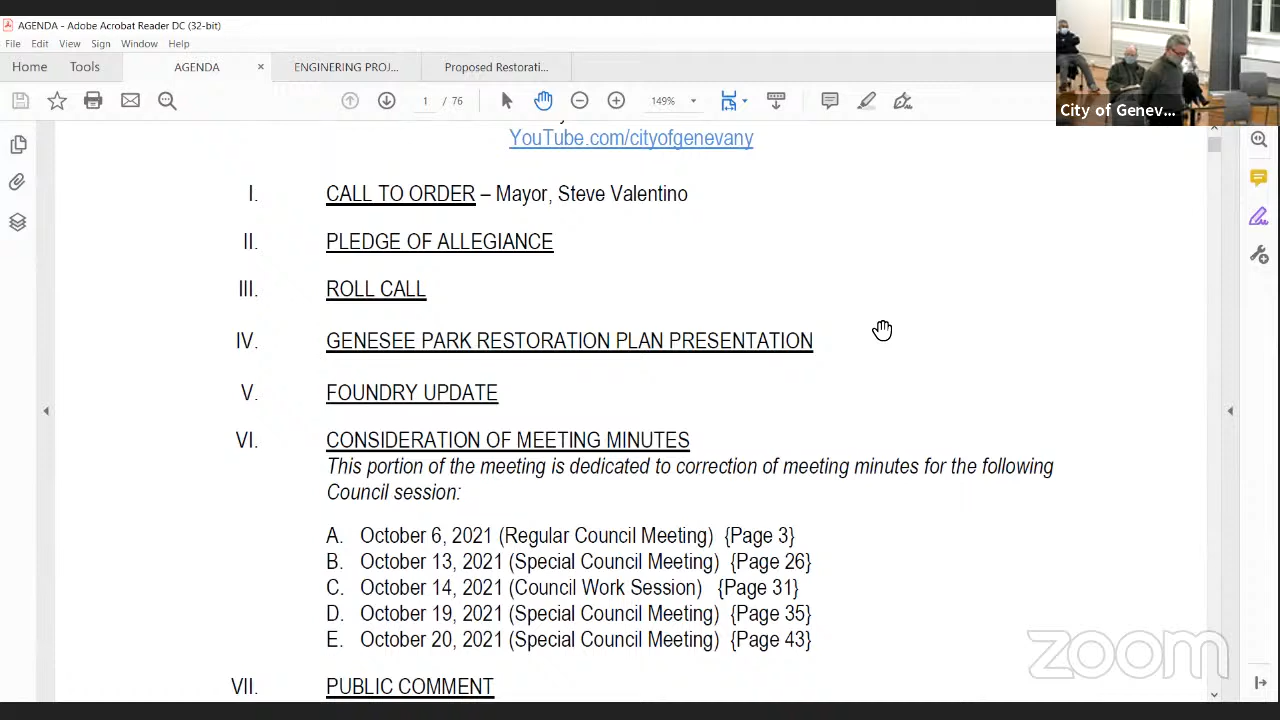 AGENDA - Adobe Acrobat Reader DC (32-bit)
File Edit View Sign Window Help
Home Tools AGENDA × ENGINERING PROJ... Proposed Restorati...
1 76 149%
City of Genev...
YouTube.com/cityofgenevany
I. CALL TO ORDER – Mayor, Steve Valentino
II. PLEDGE OF ALLEGIANCE
III. ROLL CALL
IV. GENESEE PARK RESTORATION PLAN PRESENTATION
V. FOUNDRY UPDATE
VI. CONSIDERATION OF MEETING MINUTES
This portion of the meeting is dedicated to correction of meeting minutes for the following
Council session:
A. October 6, 2021 (Regular Council Meeting) {Page 3}
B. October 13, 2021 (Special Council Meeting) {Page 26}
C. October 14, 2021 (Council Work Session) {Page 31}
D. October 19, 2021 (Special Council Meeting) {Page 35}
E. October 20, 2021 (Special Council Meeting) {Page 43}
zoom
VII. PUBLIC COMMENT